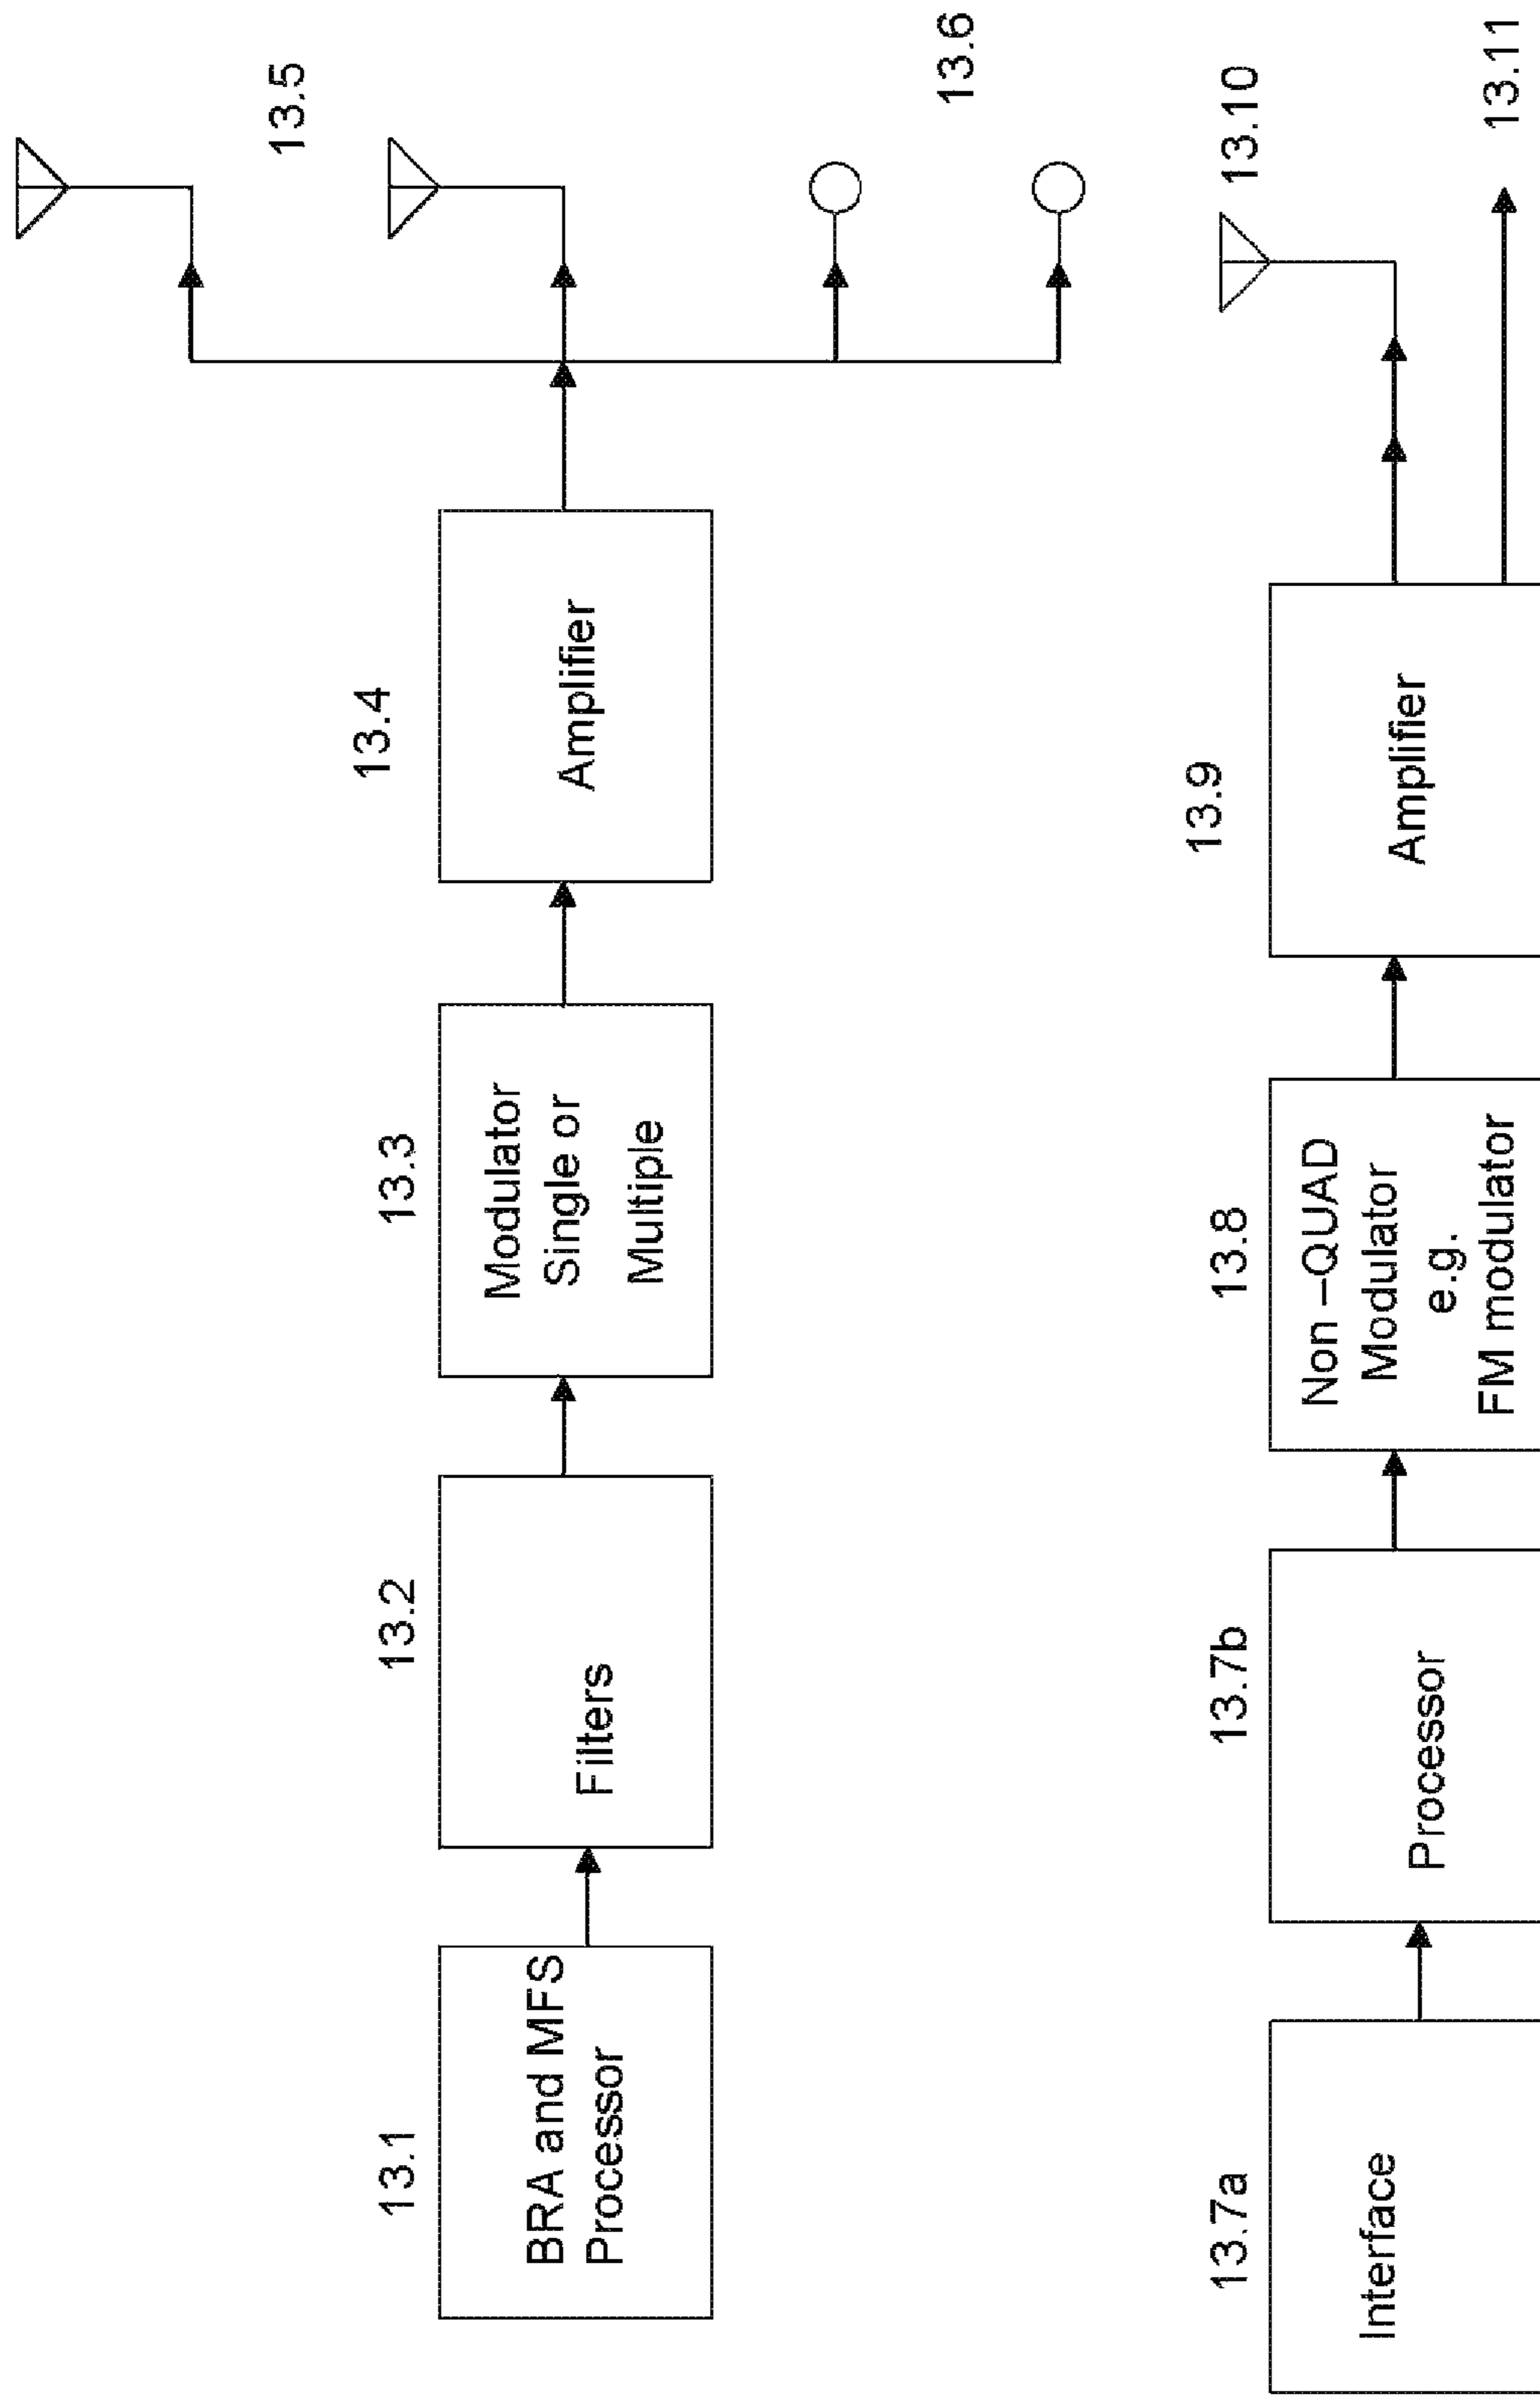 13.1
BRA and MFS
Processor
13.2
Filters
13.3
Modulator
Single or
Multiple
13.4
Amplifier
13.5
13.6
13.7a
Interface
13.7b
Processor
13.8
Non –QUAD
Modulator
e.g.
FM modulator
13.9
Amplifier
13.10
13.11